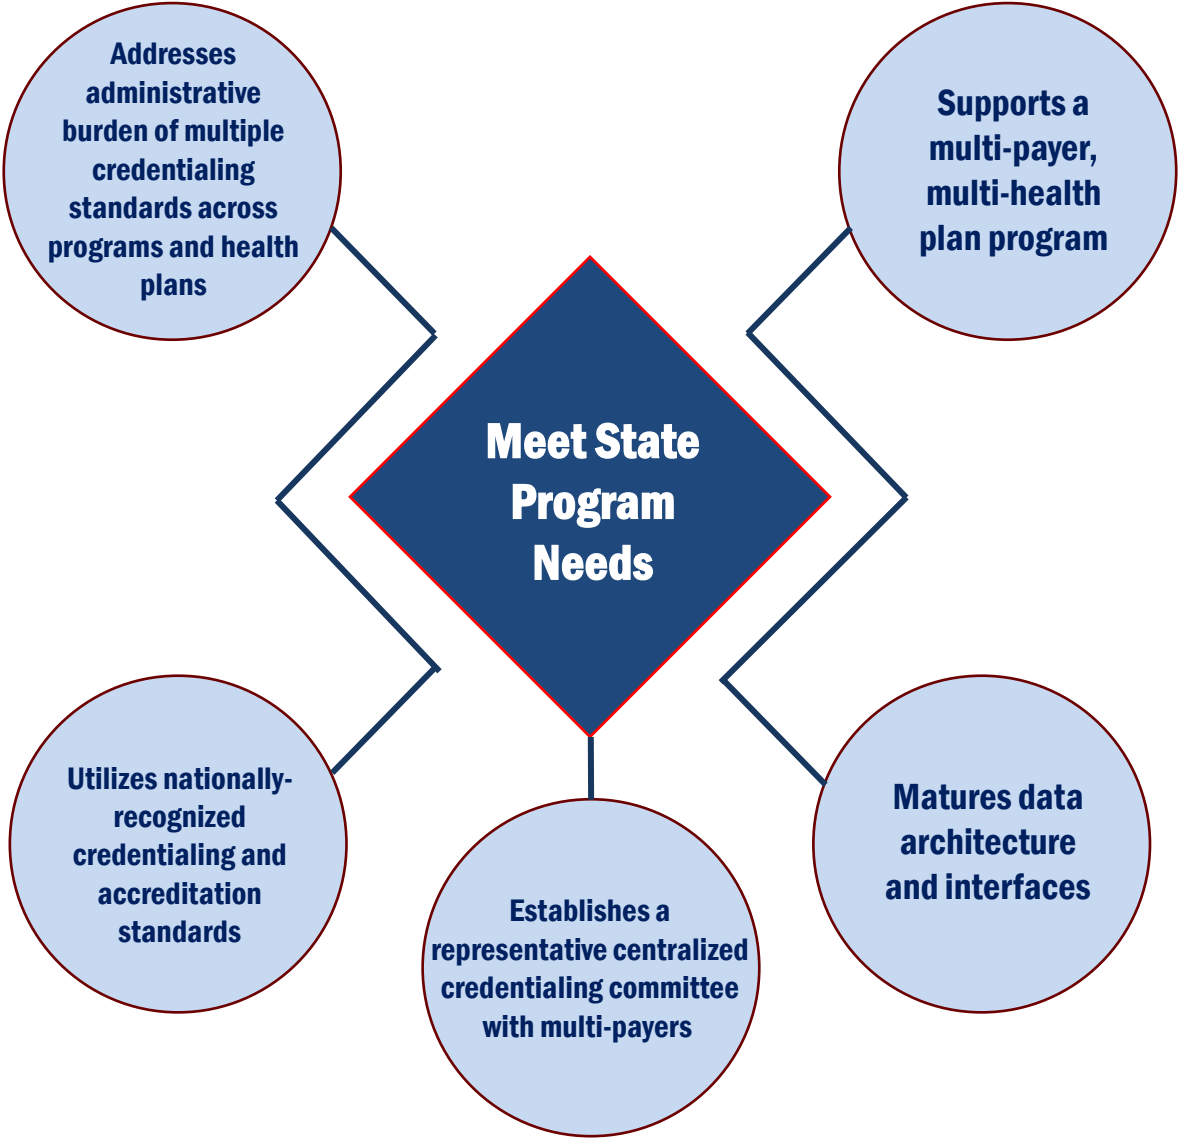 Addresses
administrative
burden of multiple
credentialing
standards across
programs and health
plans
Supports a
multi-payer,
multi-health
plan program
Meet State
Program
Needs
Utilizes nationally-
recognized
credentialing and
accreditation
standards
Establishes a
representative centralized
credentialing committee
with multi-payers
Matures data
architecture
and interfaces